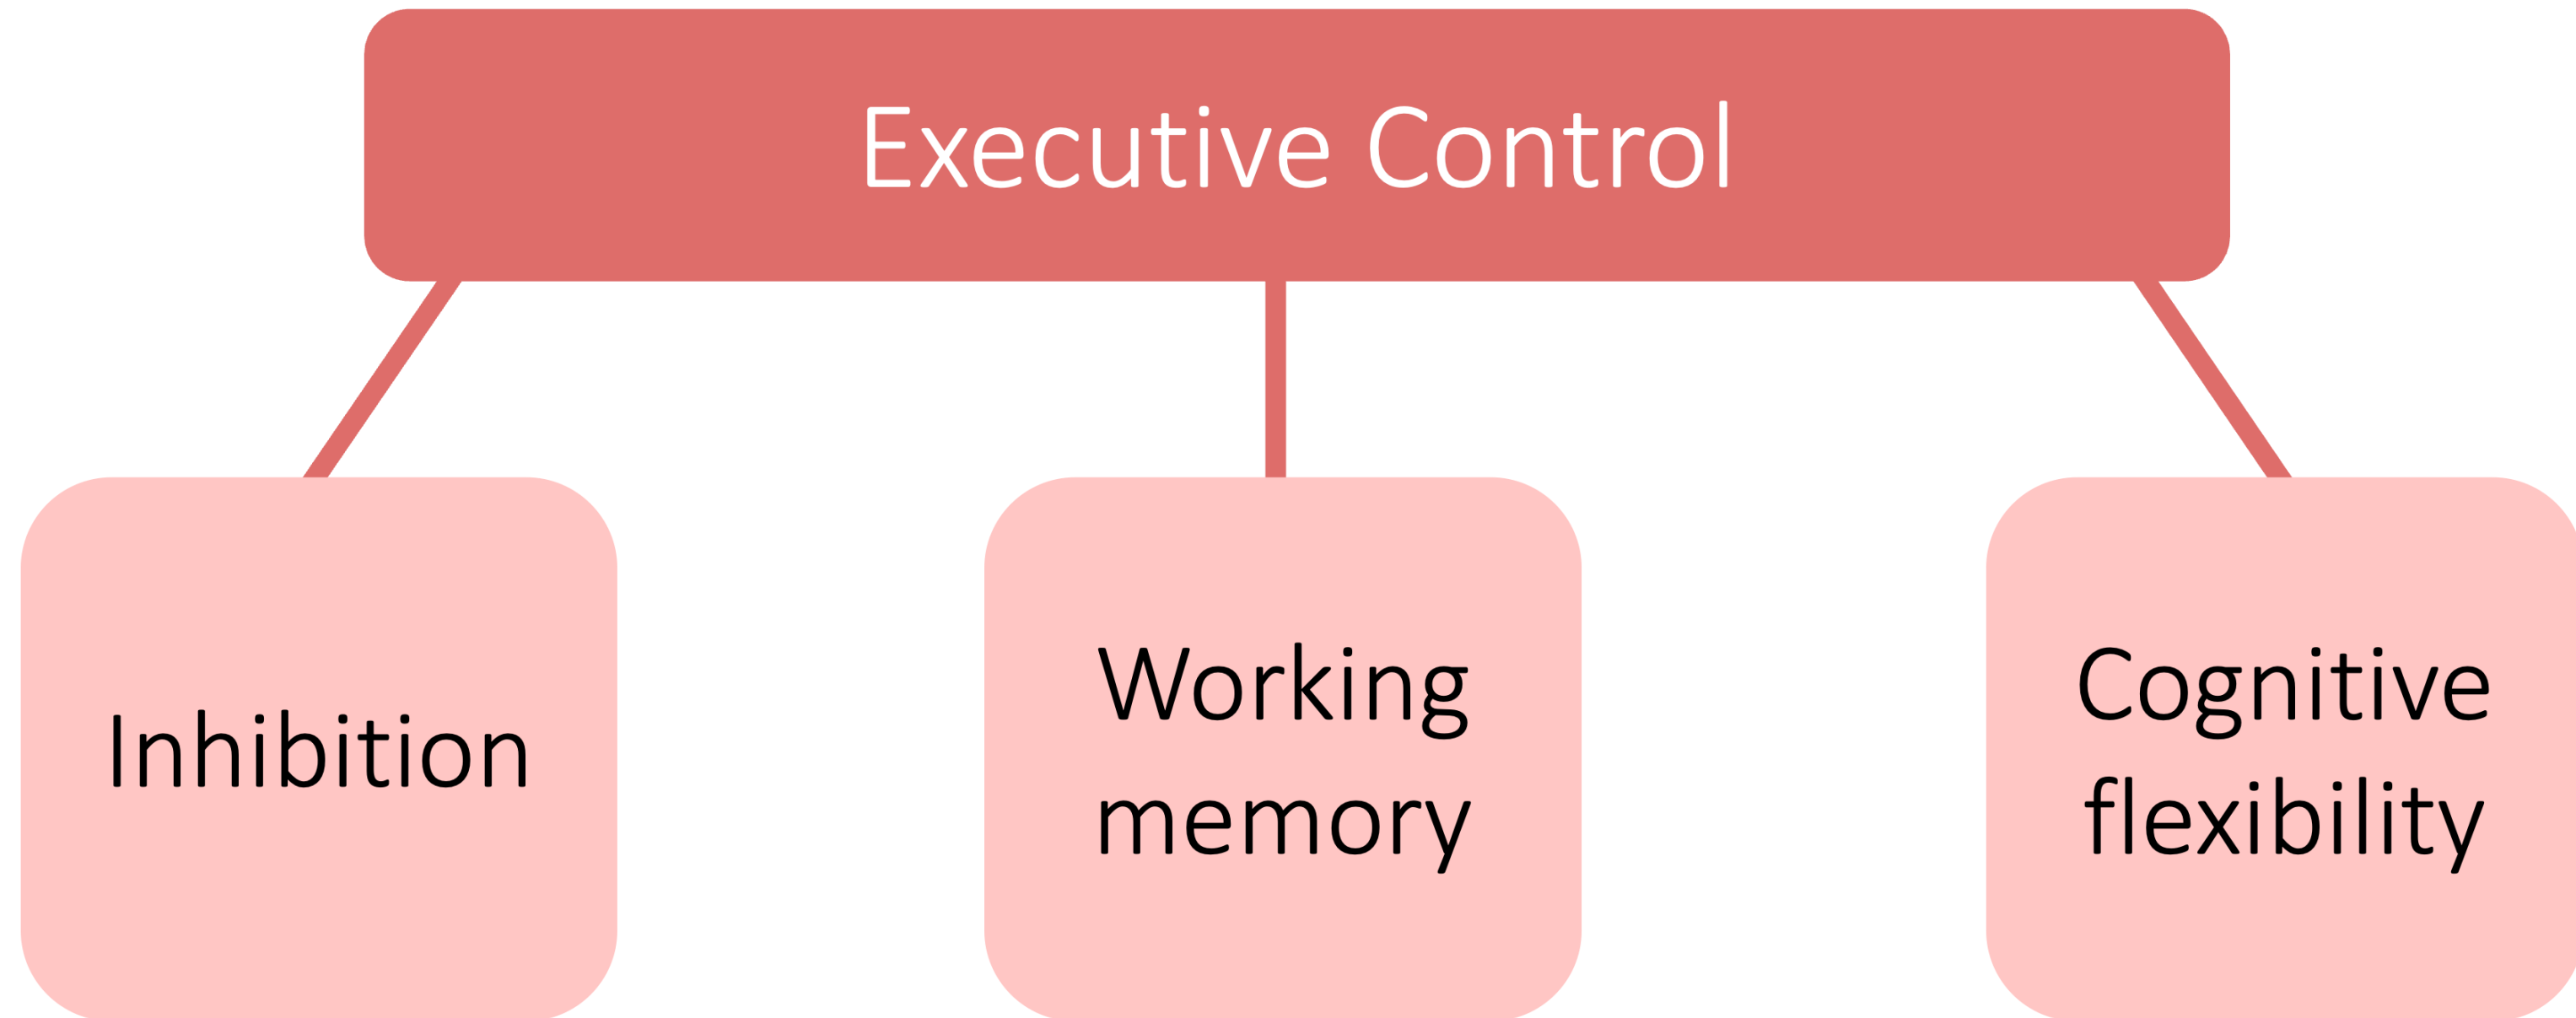 Executive Control
Inhibition
Working
memory
Cognitive
flexibility